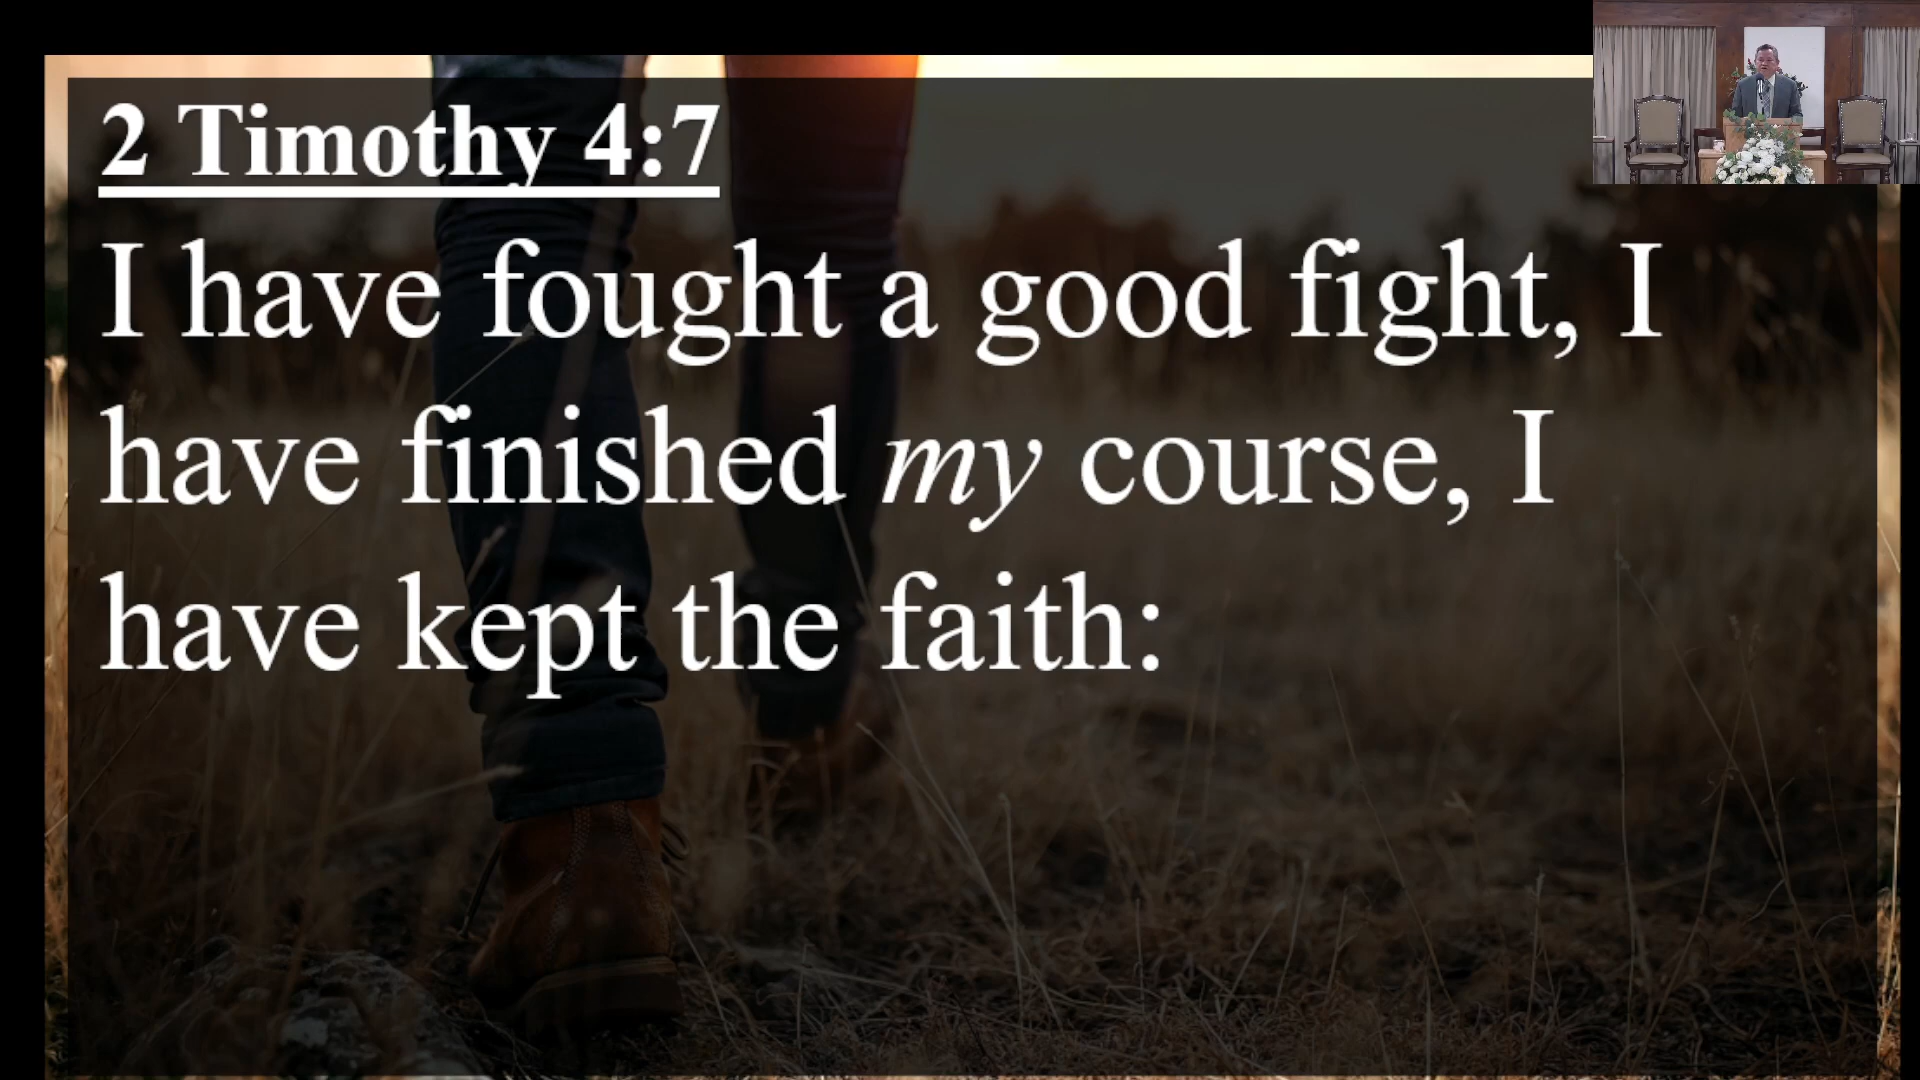 2 Timothy 4:7
I have fought a good fight, I
have finished my course, I
have kept the faith: